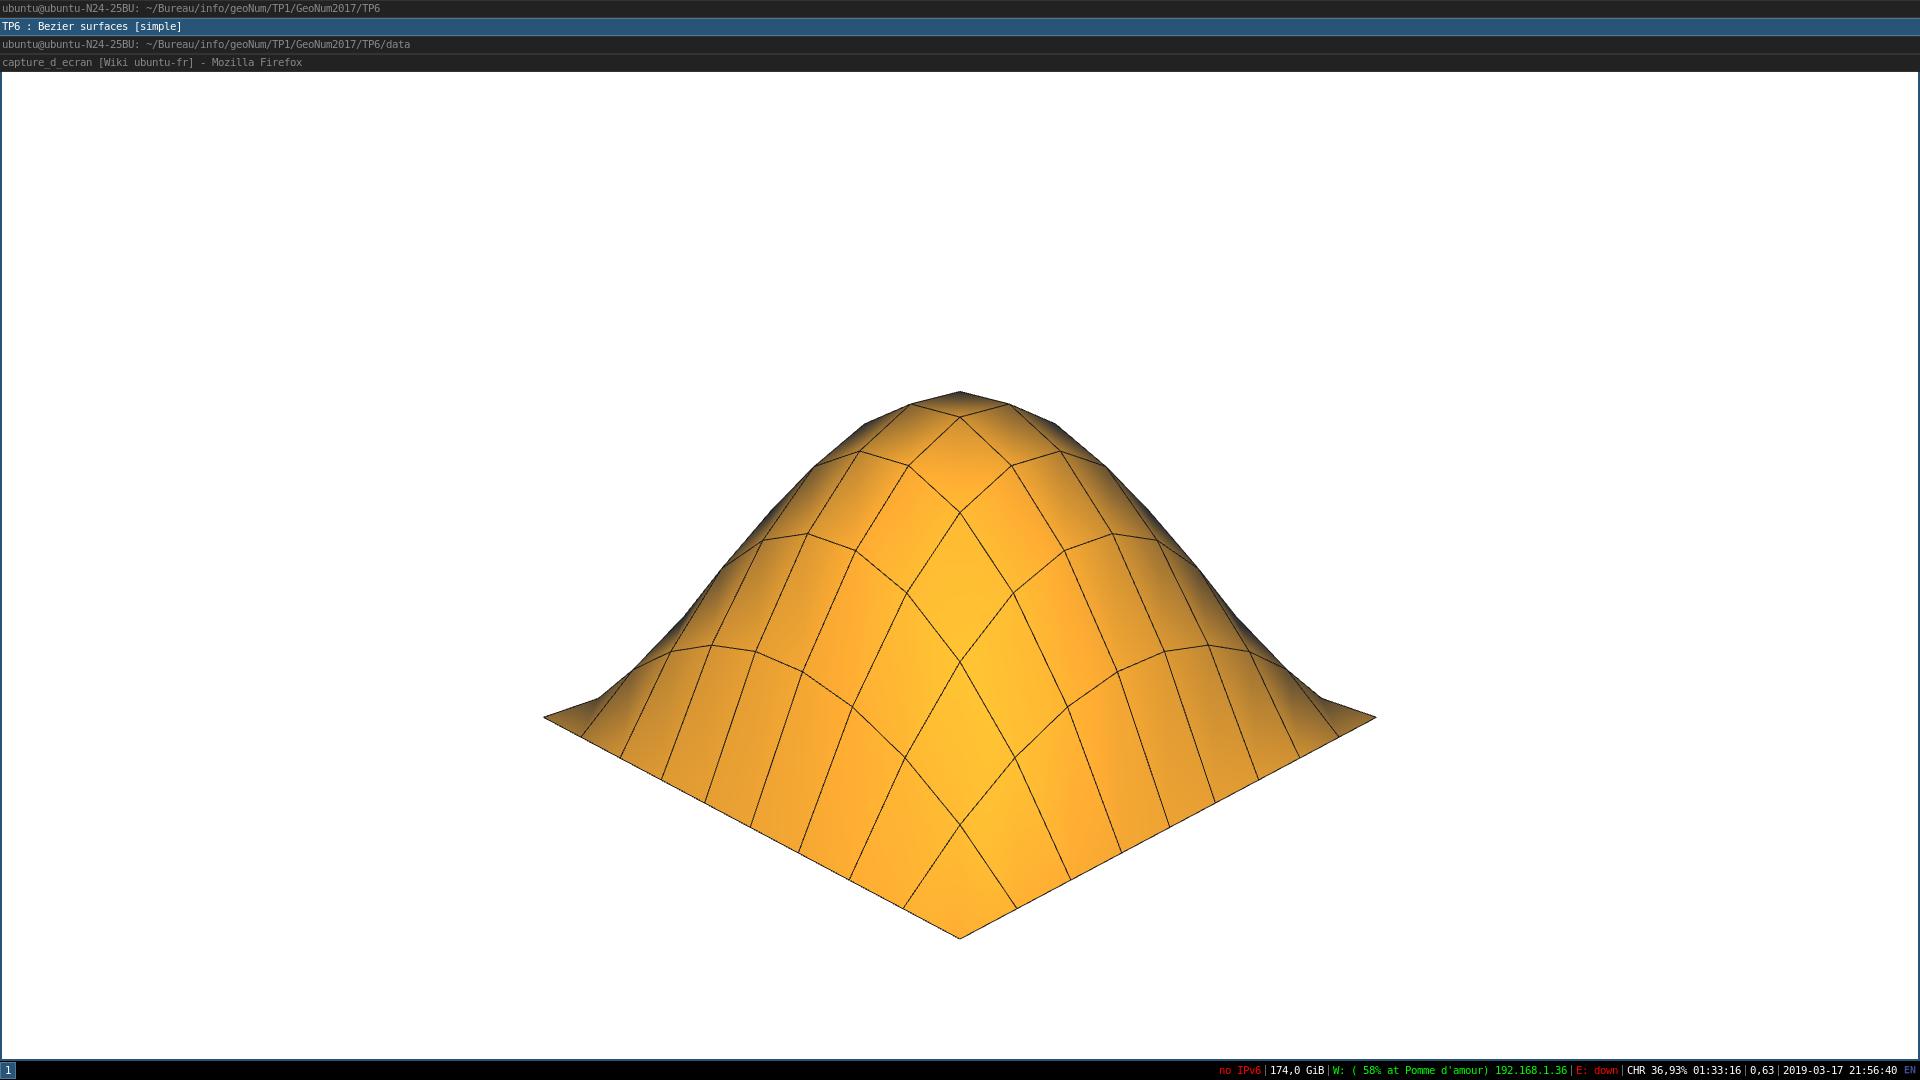 ubuntu@ubuntu-N24-25BU: ~/Bureau/info/geoNum/TP1/GeoNum2017/TP6
TP6 : Bezier surfaces [simple]
ubuntu@ubuntu-N24-25BU: ~/Bureau/info/geoNum/TP1/GeoNum2017/TP6/data
capture_d_ecran [Wiki ubuntu-fr] - Mozilla Firefox
1 no IPv6|174,0 GiB|W: ( 58% at Pomme d'amour) 192.168.1.36|E: down|CHR 36,93% 01:33:16|0,63|2019-03-17 21:56:40 EN